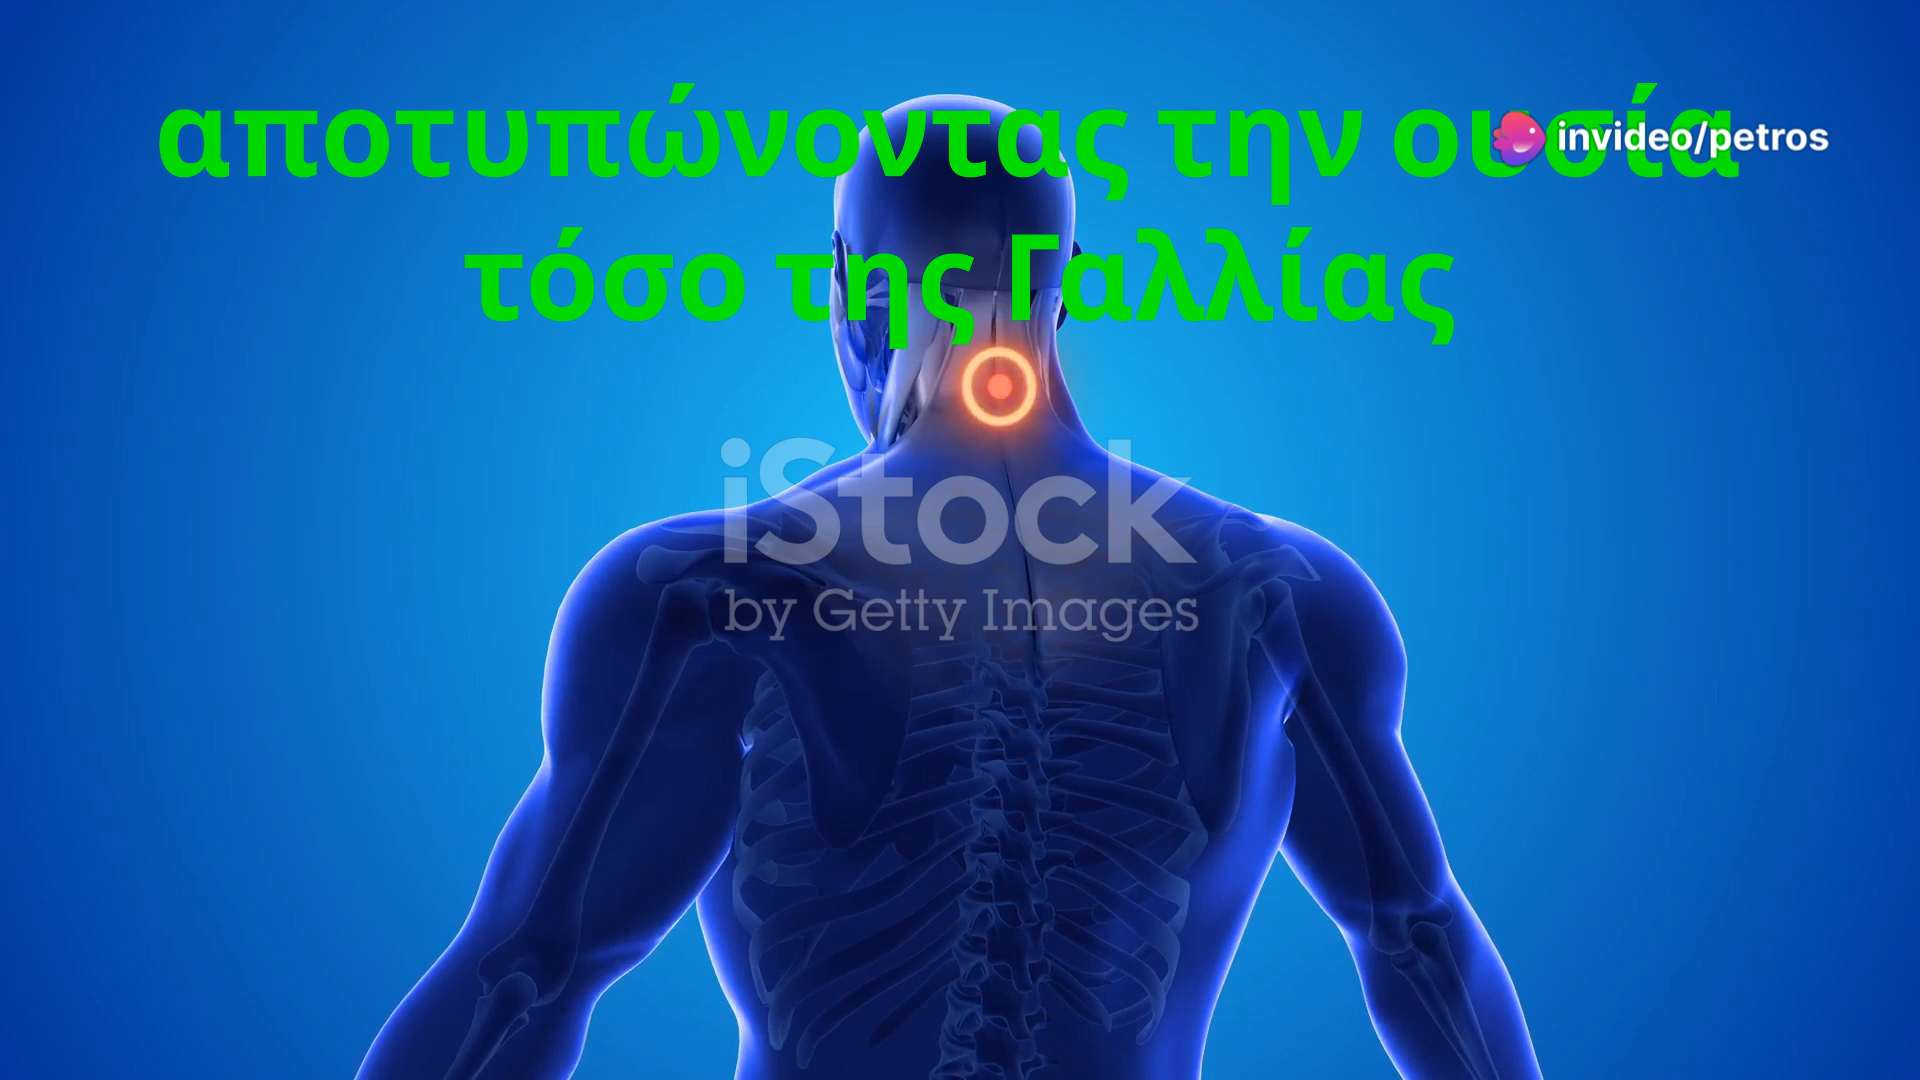 αποτυπώνοντας την ουσία
invideo/petros
τόσο της Γαλλίας
iStock
by Getty Images